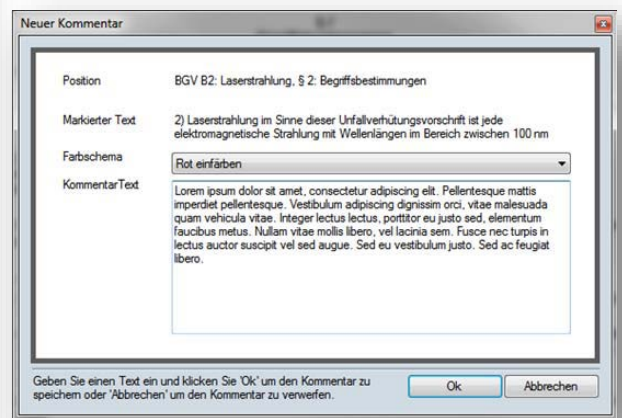 Neuer Kommentar
Position
BGV B2: Laserstrahlung, § 2: Begriffsbestimmungen
Markierter Text
2) Laserstrahlung im Sinne dieser Unfallverhütungsvorschrift ist jede
elektromagnetische Strahlung mit Wellenlängen im Bereich zwischen 100 nm
Farbschema
Rot einfärben
KommentarText
Lorem ipsum dolor sit amet, consectetur adipiscing elit. Pellentesque mattis
imperdiet pellentesque. Vestibulum adipiscing dignissim orci, vitae malesuada
quam vehicula vitae. Integer lectus lectus, porttitor eu justo sed, elementum
faucibus metus. Nullam vitae mollis libero, vel lacinia sem. Fusce nec turpis in
lectus auctor suscipit vel sed augue. Sed eu vestibulum justo. Sed ac feugiat
libero.
Geben Sie einen Text ein und klicken Sie 'Ok' um den Kommentar zu
speichern oder 'Abbrechen' um den Kommentar zu verwerfen.
Ok
Abbrechen